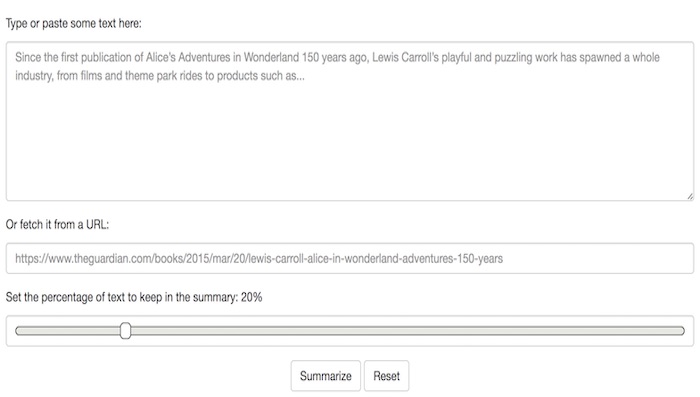 Type or paste some text here:
Since the first publication of Alice's Adventures in Wonderland 150 years ago, Lewis Carroll's playful and puzzling work has spawned a whole
industry, from films and theme park rides to products such as...
Or fetch it from a URL:
https://www.theguardian.com/books/2015/mar/20/lewis-carroll-alice-in-wonderland-adventures-150-years
Set the percentage of text to keep in the summary: 20%
Summarize Reset